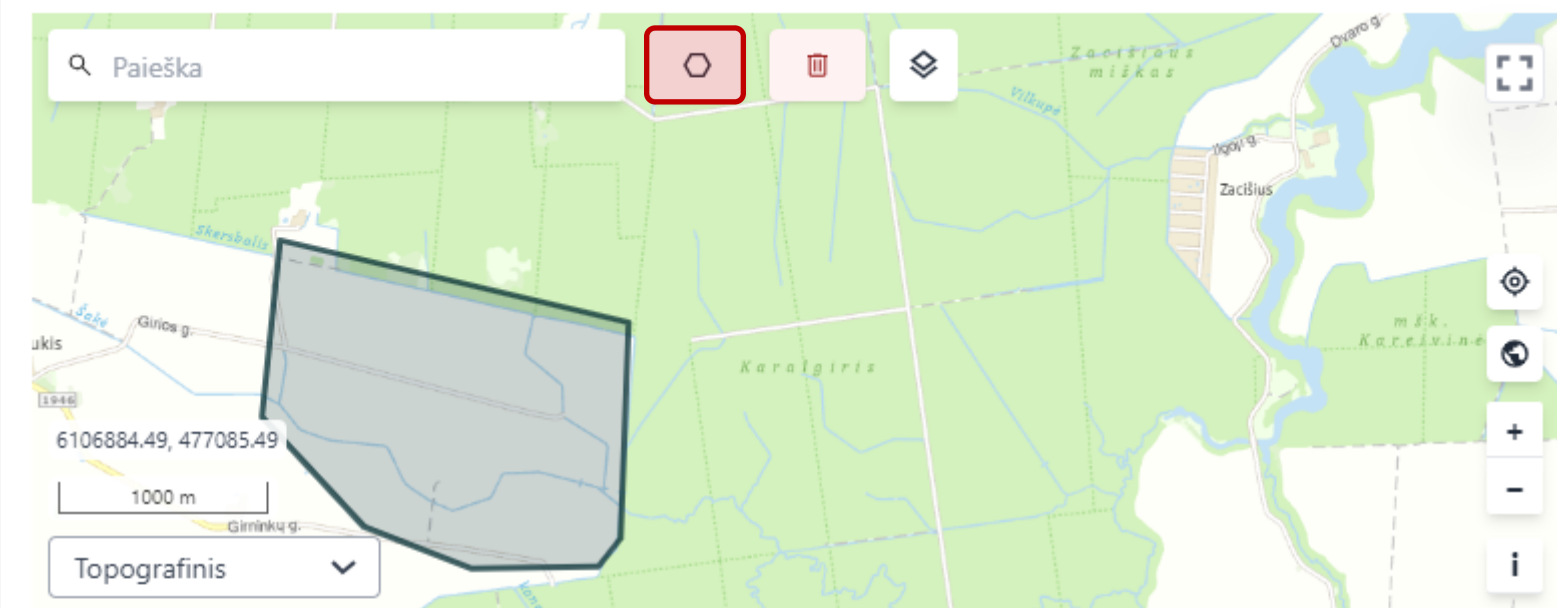 Paieška
Dvaro g.
Zacišiaus
miškas
Vilkupė
Ilgoji g.
Zacišius
Skersbalis
Šakė
Girios g.
ukis
1946
msk.
Kareivinė
Karalgiris
6106884.49, 477085.49
1000 m
Girninkų g.
Topografinis
+
−
i